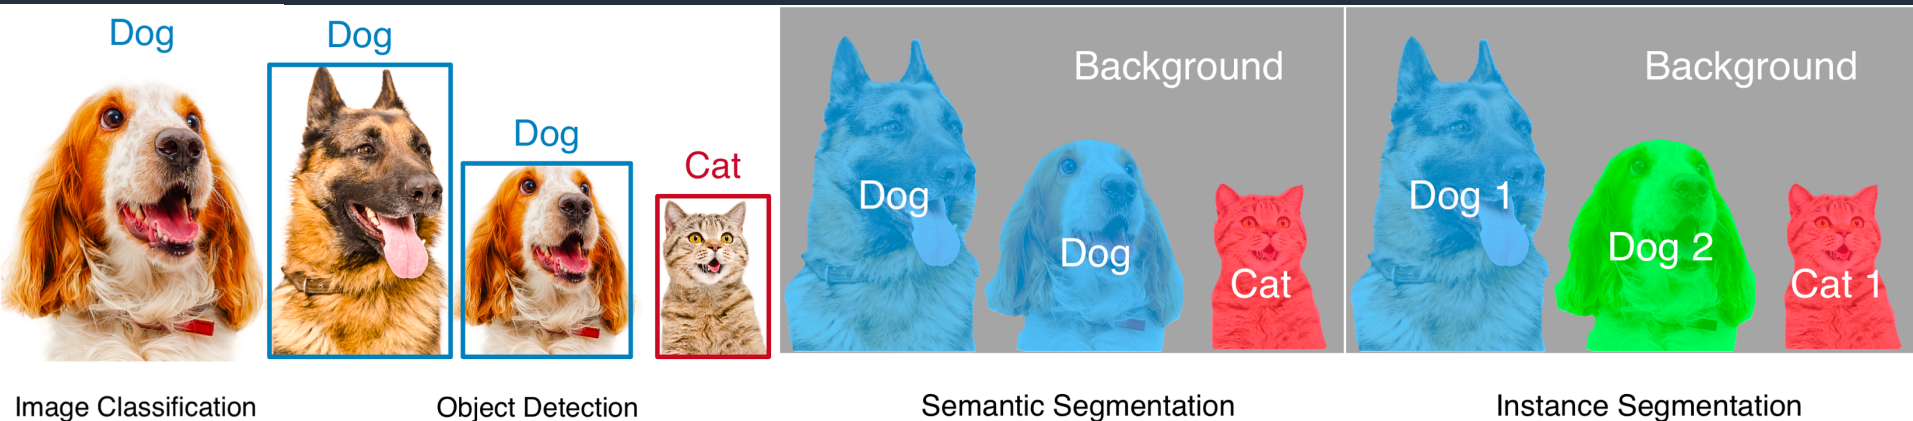 Dog
Dog
Dog
Cat
Background
Dog
Dog
Cat
Background
Dog 1
Dog 2
Cat 1
Image Classification
Object Detection
Semantic Segmentation
Instance Segmentation